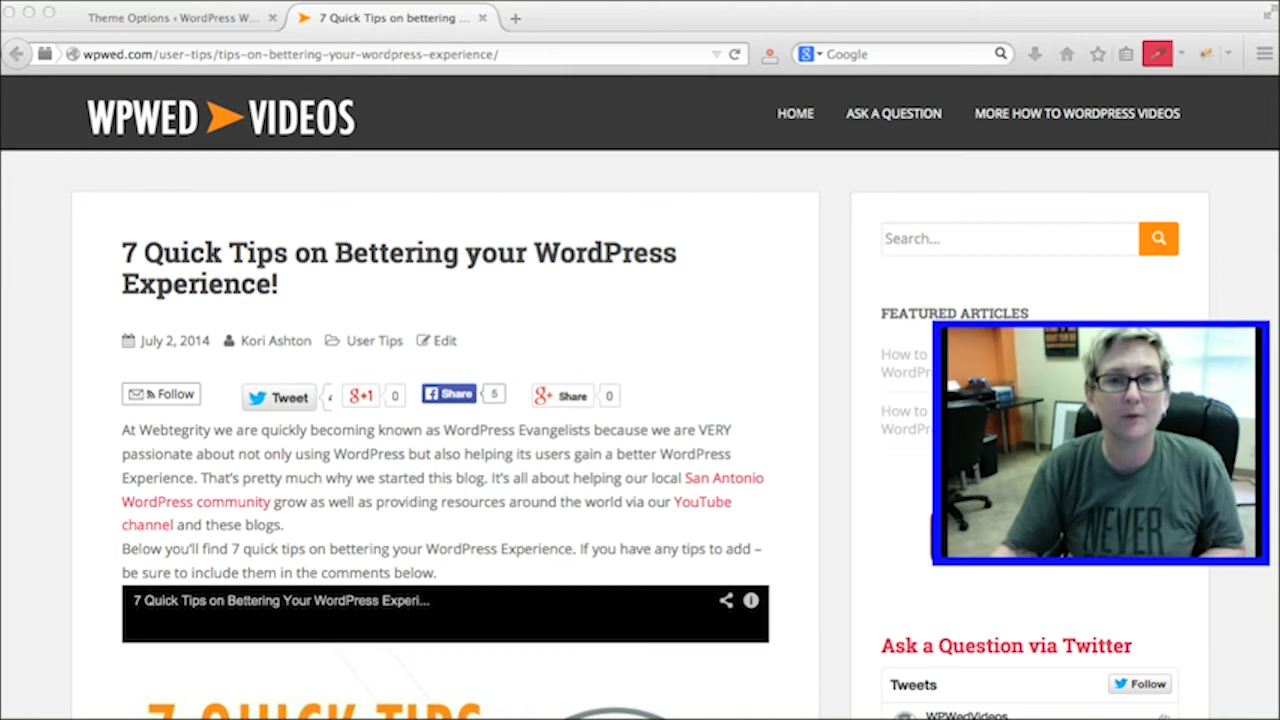 Theme Options ‹ WordPress W...
7 Quick Tips on bettering ...
wpwed.com/user-tips/tips-on-bettering-your-wordpress-experience/
Google
WPWED VIDEOS
HOME
ASK A QUESTION
MORE HOW TO WORDPRESS VIDEOS
7 Quick Tips on Bettering your WordPress
Experience!
July 2, 2014
Kori Ashton
User Tips
Edit
Follow
Tweet
+1
0
Share
5
Share
0
At Webtegrity we are quickly becoming known as WordPress Evangelists because we are VERY
passionate about not only using WordPress but also helping its users gain a better WordPress
Experience. That's pretty much why we started this blog. It's all about helping our local San Antonio
WordPress community grow as well as providing resources around the world via our YouTube
channel and these blogs.
Below you'll find 7 quick tips on bettering your WordPress Experience. If you have any tips to add –
be sure to include them in the comments below.
7 Quick Tips on Bettering Your WordPress Experi...
7 QUICK TIPS
Search...
FEATURED ARTICLES
How to
WordPr
How to
WordPr
NEVER
Ask a Question via Twitter
Tweets
Follow
WPWedVideos